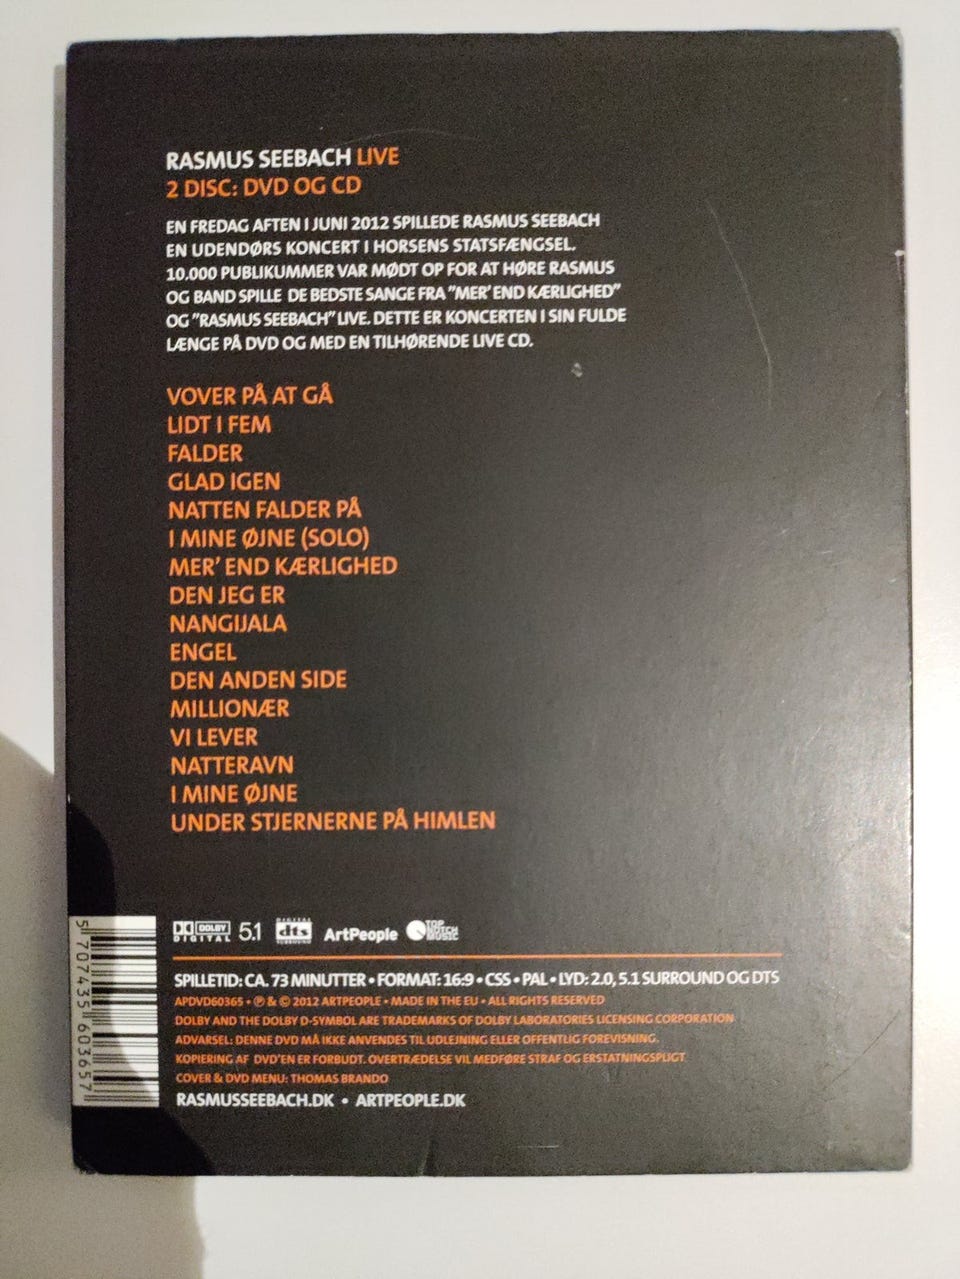 RASMUS SEEBACH LIVE
2 DISC: DVD OG CD
EN FREDAG AFTEN I JUNI 2012 SPILLEDE RASMUS SEEBACH
EN UDENDØRS KONCERT I HORSENS STATSFÆNGSEL.
10.000 PUBLIKUMMER VAR MØDT OP FOR AT HØRE RASMUS
OG BAND SPILLE DE BEDSTE SANGE FRA "MER' END KÆRLIGHED"
OG "RASMUS SEEBACH" LIVE. DETTE ER KONCERTEN I SIN FULDE
LÆNGE PÅ DVD OG MED EN TILHØRENDE LIVE CD.
VOVER PÅ AT GÅ
LIDT I FEM
FALDER
GLAD IGEN
NATTEN FALDER PÅ
I MINE ØJNE (SOLO)
MER' END KÆRLIGHED
DEN JEG ER
NANGIJALA
ENGEL
DEN ANDEN SIDE
MILLIONÆR
VI LEVER
NATTERAVN
I MINE ØJNE
UNDER STJERNERNE PÅ HIMLEN
DOLBY DIGITAL 5.1 DIGITAL dts SURROUND ArtPeople TOP NOTCH MUSIC
SPILLETID: CA. 73 MINUTTER • FORMAT: 16:9 • CSS • PAL • LYD: 2.0, 5.1 SURROUND OG DTS
APDVD60365 • ℗ & © 2012 ARTPEOPLE • MADE IN THE EU • ALL RIGHTS RESERVED
DOLBY AND THE DOLBY D-SYMBOL ARE TRADEMARKS OF DOLBY LABORATORIES LICENSING CORPORATION
ADVARSEL: DENNE DVD MÅ IKKE ANVENDES TIL UDLEJNING ELLER OFFENTLIG FOREVISNING.
KOPIERING AF DVD'EN ER FORBUDT. OVERTRÆDELSE VIL MEDFØRE STRAF OG ERSTATNINGSPLIGT
COVER & DVD MENU: THOMAS BRANDO
RASMUSSEEBACH.DK • ARTPEOPLE.DK
5 707435 603657